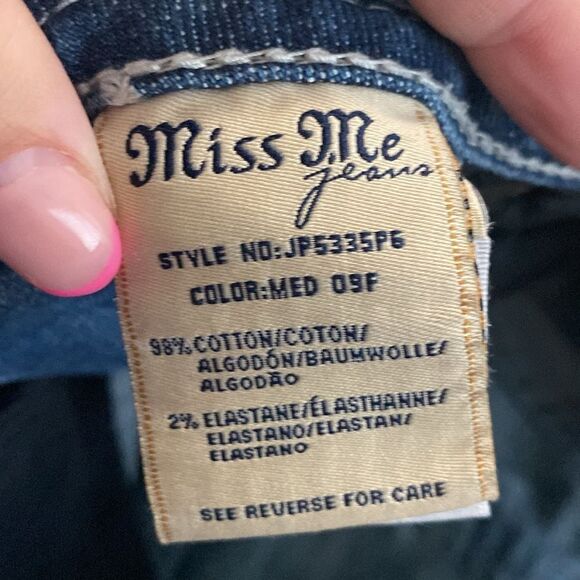 Miss Me
jeans
STYLE NO:JP5335P6
COLOR:MED 09F
98% COTTON/COTON/
ALGODÓN/BAUMWOLLE/
ALGODÃO
2% ELASTANE/ÉLASTHANNE/
ELASTANO/ELASTAN/
ELASTANO
SEE REVERSE FOR CARE